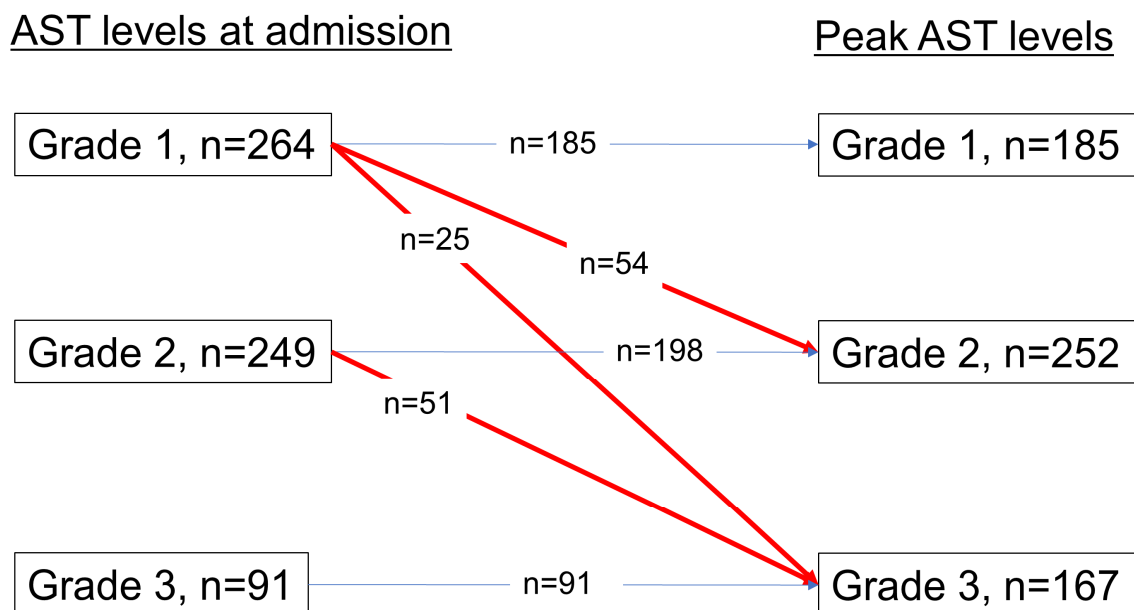 AST levels at admission
Peak AST levels
Grade 1, n=264
n=185
Grade 1, n=185
n=25
n=54
Grade 2, n=249
n=198
Grade 2, n=252
n=51
Grade 3, n=91
n=91
Grade 3, n=167